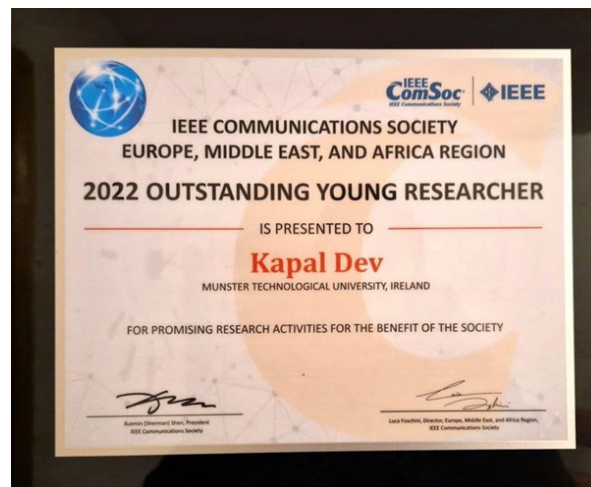 IEEE
ComSoc
IEEE Communications Society
IEEE
IEEE COMMUNICATIONS SOCIETY
EUROPE, MIDDLE EAST, AND AFRICA REGION
2022 OUTSTANDING YOUNG RESEARCHER
IS PRESENTED TO
Kapal Dev
MUNSTER TECHNOLOGICAL UNIVERSITY, IRELAND
FOR PROMISING RESEARCH ACTIVITIES FOR THE BENEFIT OF THE SOCIETY
Xuemin (Sherman) Shen, President
IEEE Communications Society
Luca Foschini, Director, Europe, Middle East, and Africa Region,
IEEE Communications Society